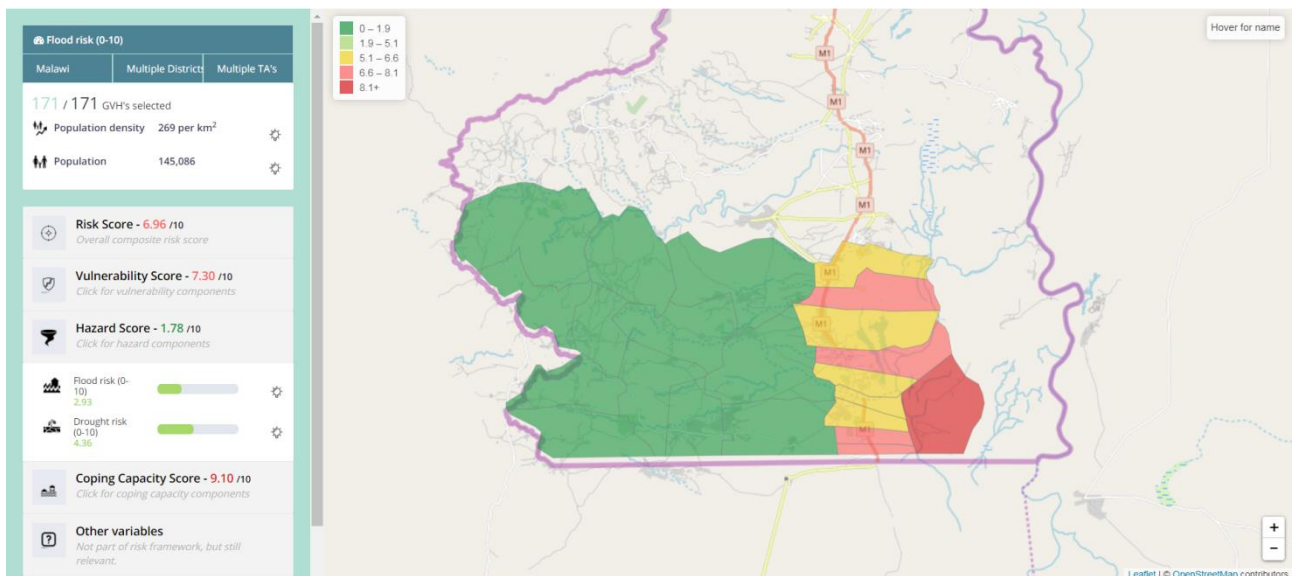 Flood risk (0-10)
Malawi
Multiple Districts
Multiple TA's
171 / 171 GVH's selected
Population density 269 per km²
Population 145,086
Risk Score - 6.96 /10
Overall composite risk score
Vulnerability Score - 7.30 /10
Click for vulnerability components
Hazard Score - 1.78 /10
Click for hazard components
Flood risk (0-
10)
2.93
Drought risk
(0-10)
4.36
Coping Capacity Score - 9.10 /10
Click for coping capacity components
Other variables
Not part of risk framework, but still
relevant.
0 – 1.9
1.9 – 5.1
5.1 – 6.6
6.6 – 8.1
8.1+
Hover for name
M1
M1
M1
M1
M1
M1
+
−
Leaflet | © OpenStreetMap contributors